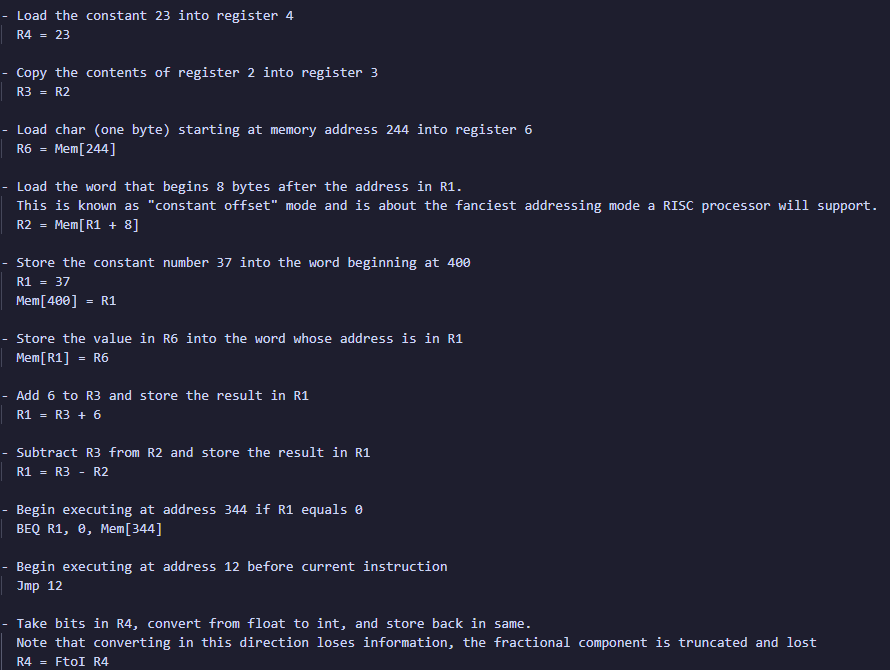 - Load the constant 23 into register 4
R4 = 23
- Copy the contents of register 2 into register 3
R3 = R2
- Load char (one byte) starting at memory address 244 into register 6
R6 = Mem[244]
- Load the word that begins 8 bytes after the address in R1.
This is known as "constant offset" mode and is about the fanciest addressing mode a RISC processor will support.
R2 = Mem[R1 + 8]
- Store the constant number 37 into the word beginning at 400
R1 = 37
Mem[400] = R1
- Store the value in R6 into the word whose address is in R1
Mem[R1] = R6
- Add 6 to R3 and store the result in R1
R1 = R3 + 6
- Subtract R3 from R2 and store the result in R1
R1 = R3 - R2
- Begin executing at address 344 if R1 equals 0
BEQ R1, 0, Mem[344]
- Begin executing at address 12 before current instruction
Jmp 12
- Take bits in R4, convert from float to int, and store back in same.
Note that converting in this direction loses information, the fractional component is truncated and lost
R4 = FtoI R4